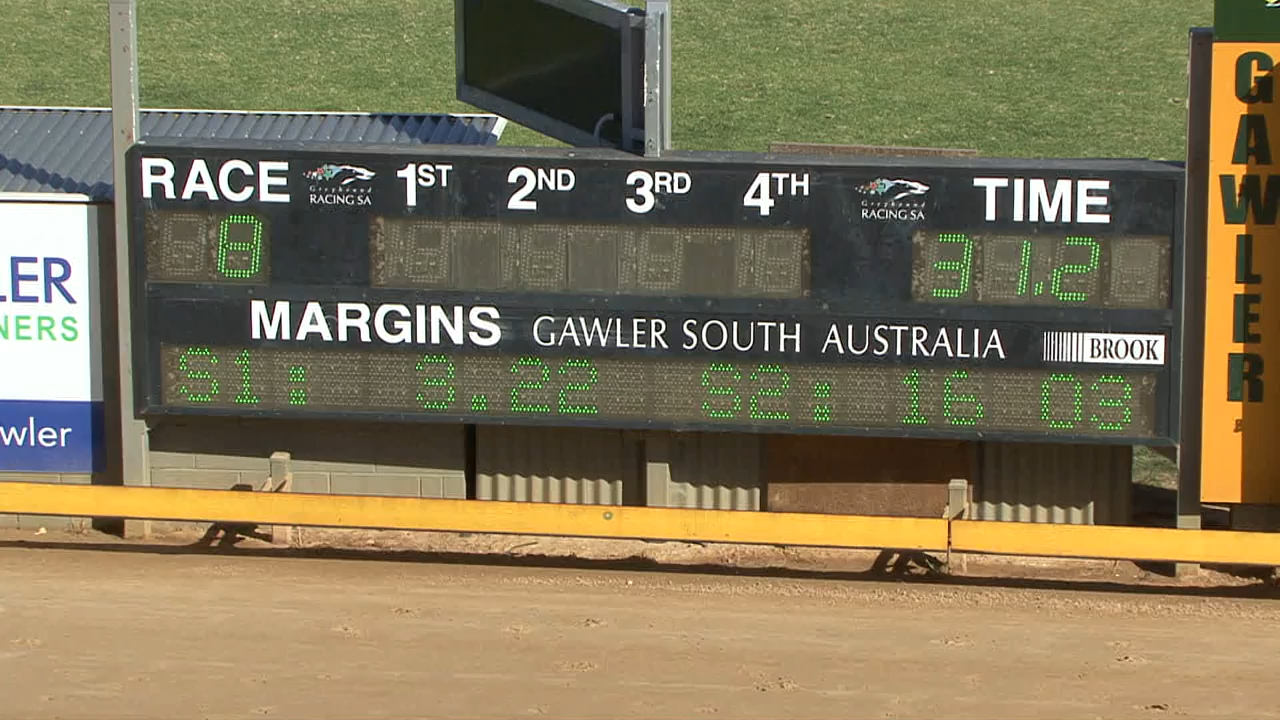 RACE
Greyhound
RACING SA
1ST 2ND 3RD 4TH
Greyhound
RACING SA
TIME
8
31.2
MARGINS GAWLER SOUTH AUSTRALIA BROOK
S1: 3.22 S2: 16 03
LER
NERS
wler
GAWLER